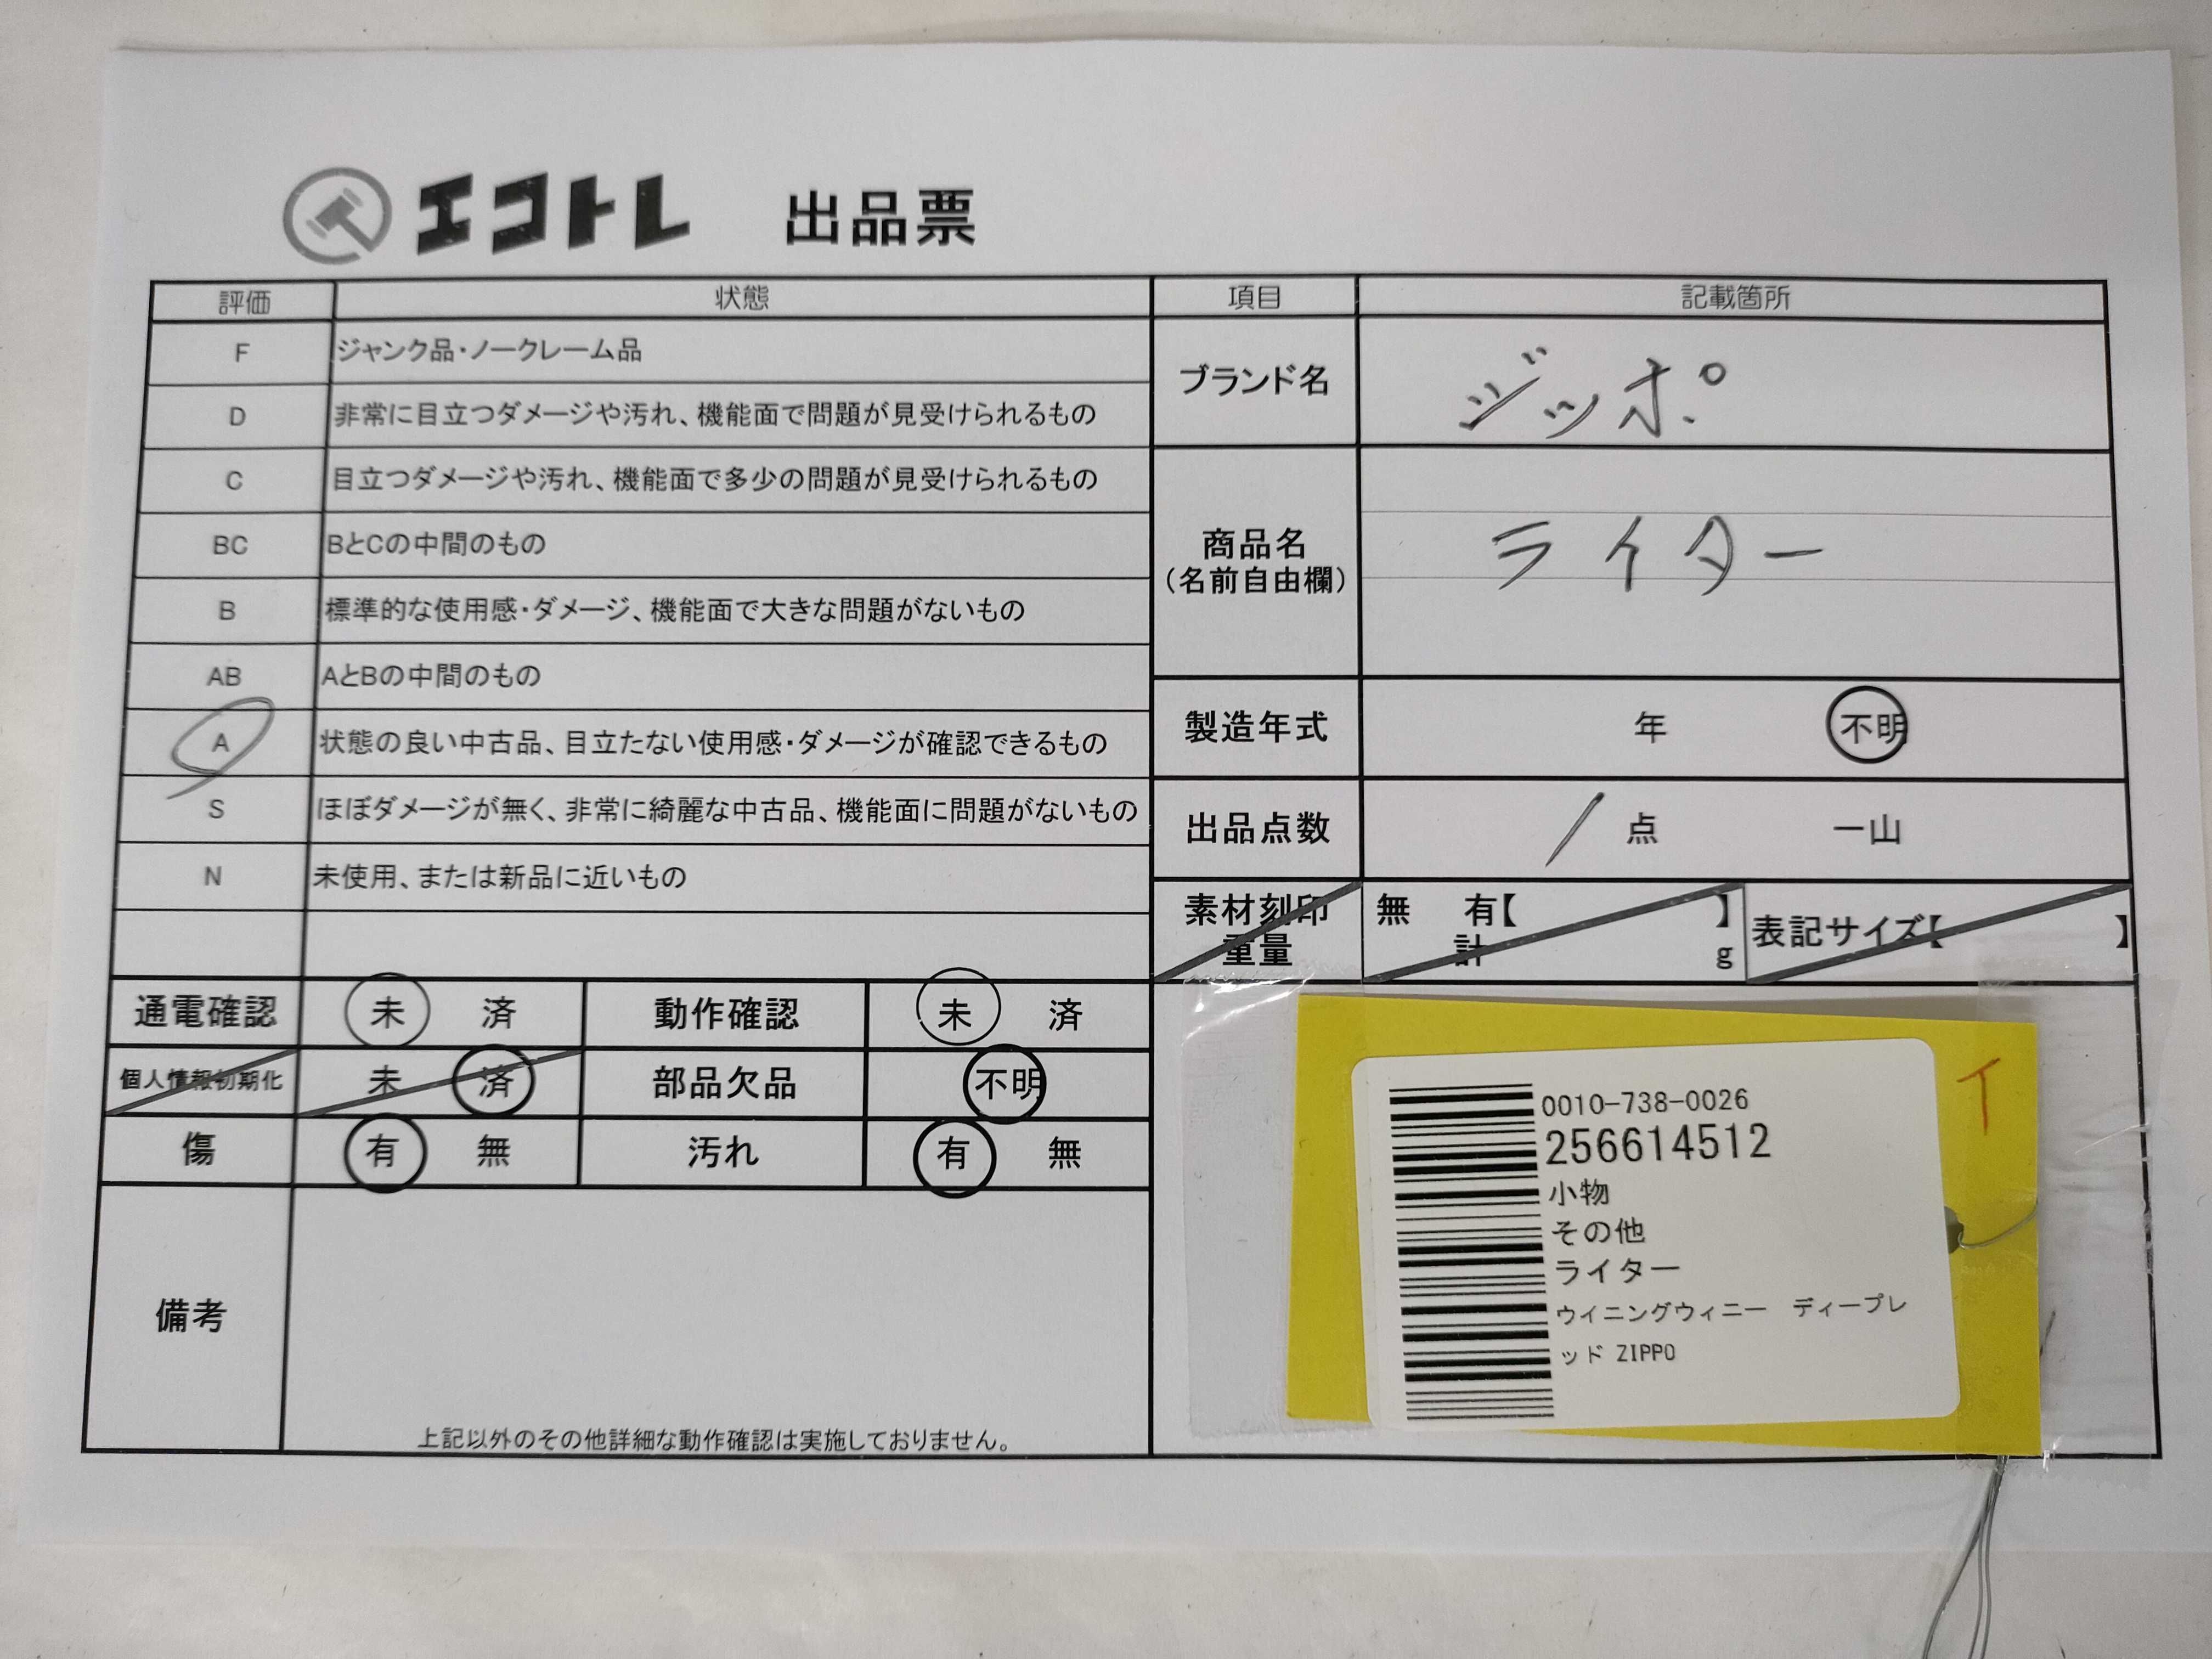 エコトレ 出品票
評価 状態
F ジャンク品・ノークレーム品
D 非常に目立つダメージや汚れ、機能面で問題が見受けられるもの
C 目立つダメージや汚れ、機能面で多少の問題が見受けられるもの
BC BとCの中間のもの
B 標準的な使用感・ダメージ、機能面で大きな問題がないもの
AB AとBの中間のもの
A 状態の良い中古品、目立たない使用感・ダメージが確認できるもの
S ほぼダメージが無く、非常に綺麗な中古品、機能面に問題がないもの
N 未使用、または新品に近いもの
通電確認 未 済 動作確認 未 済
個人情報初期化 未 済 部品欠品 不明
傷 有 無 汚れ 有 無
備考
上記以外のその他詳細な動作確認は実施しておりません。
項目 記載箇所
ブランド名 ジッポ
商品名
(名前自由欄)
ライター
製造年式 年 不明
出品点数 / 点 一山
素材刻印 無 有【 】
重量 計 g
表記サイズ【 】
イ
0010-738-0026
256614512
小物
その他
ライター
ウイニングウィニー ディープレ
ッド ZIPPO